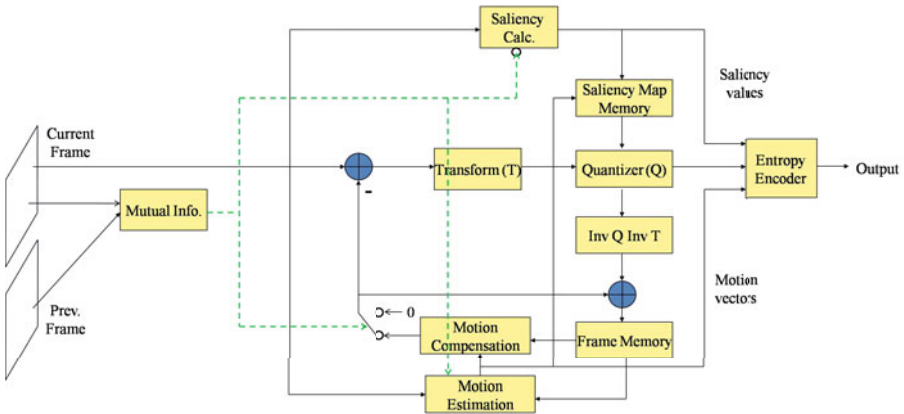 Saliency
Calc.
Saliency
values
Saliency Map
Memory
Current
Frame
Entropy
Encoder
Output
Transform (T)
Quantizer (Q)
-
Mutual Info.
Inv Q Inv T
Motion
vectors
Prev.
Frame
0
Motion
Compensation
Frame Memory
Motion
Estimation